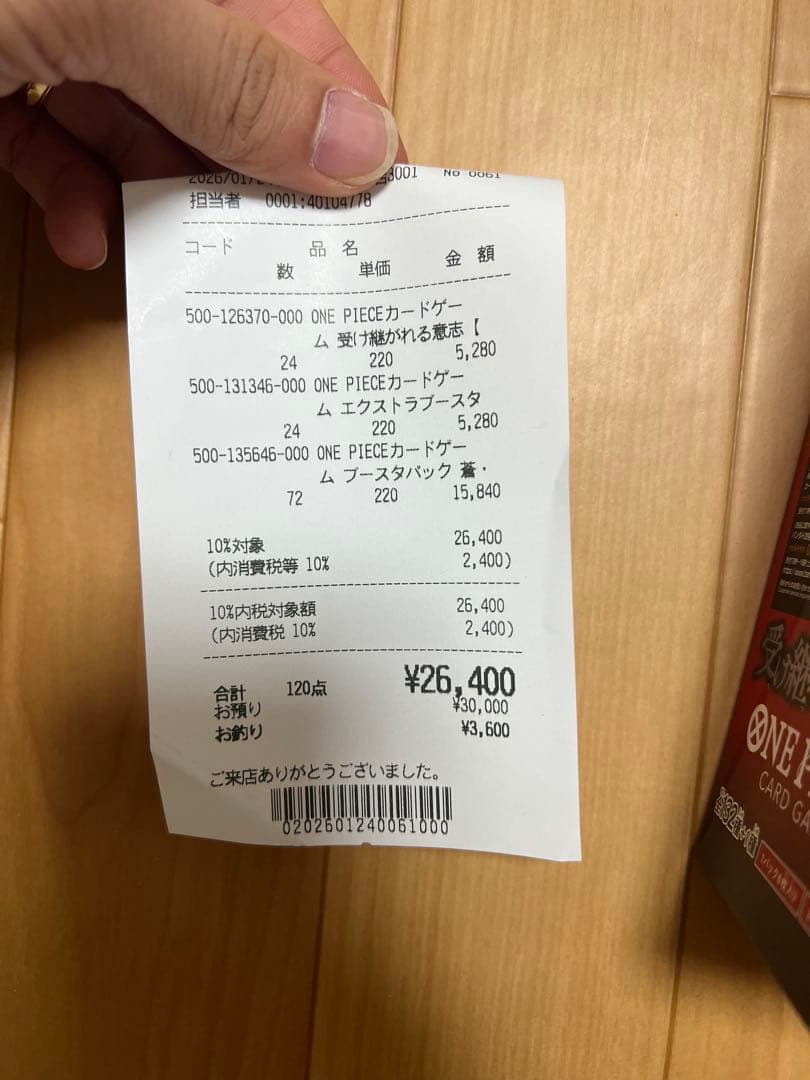 担当者 0001:40104778
コード 品 名
数 単価 金 額
500-126370-000 ONE PIECEカードゲー
ム 受け継がれる意志【
24 220 5,280
500-131346-000 ONE PIECEカードゲー
ム エクストラブースタ
24 220 5,280
500-135646-000 ONE PIECEカードゲー
ム ブースタパック 蒼・
72 220 15,840
10%対象 26,400
(内消費税等 10% 2,400)
10%内税対象額 26,400
(内消費税 10% 2,400)
合計 120点 ¥26,400
お預り ¥30,000
お釣り ¥3,600
ご来店ありがとうございました。
0202601240061000
ONE P
CARD GA